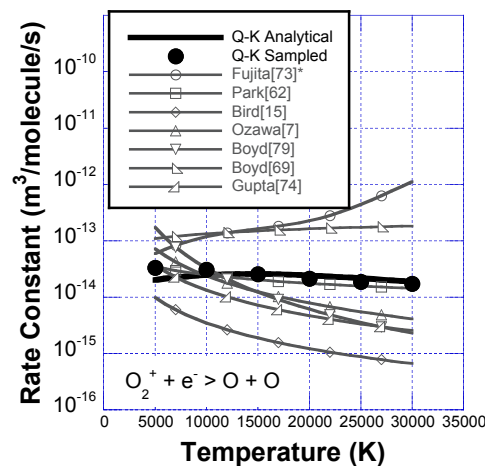 Rate Constant (m³/molecule/s)
10⁻¹⁰
10⁻¹¹
10⁻¹²
10⁻¹³
10⁻¹⁴
10⁻¹⁵
10⁻¹⁶
Q-K Analytical
Q-K Sampled
Fujita[73]*
Park[62]
Bird[15]
Ozawa[7]
Boyd[79]
Boyd[69]
Gupta[74]
O₂⁺ + e⁻ > O + O
0 5000 10000 15000 20000 25000 30000 35000
Temperature (K)